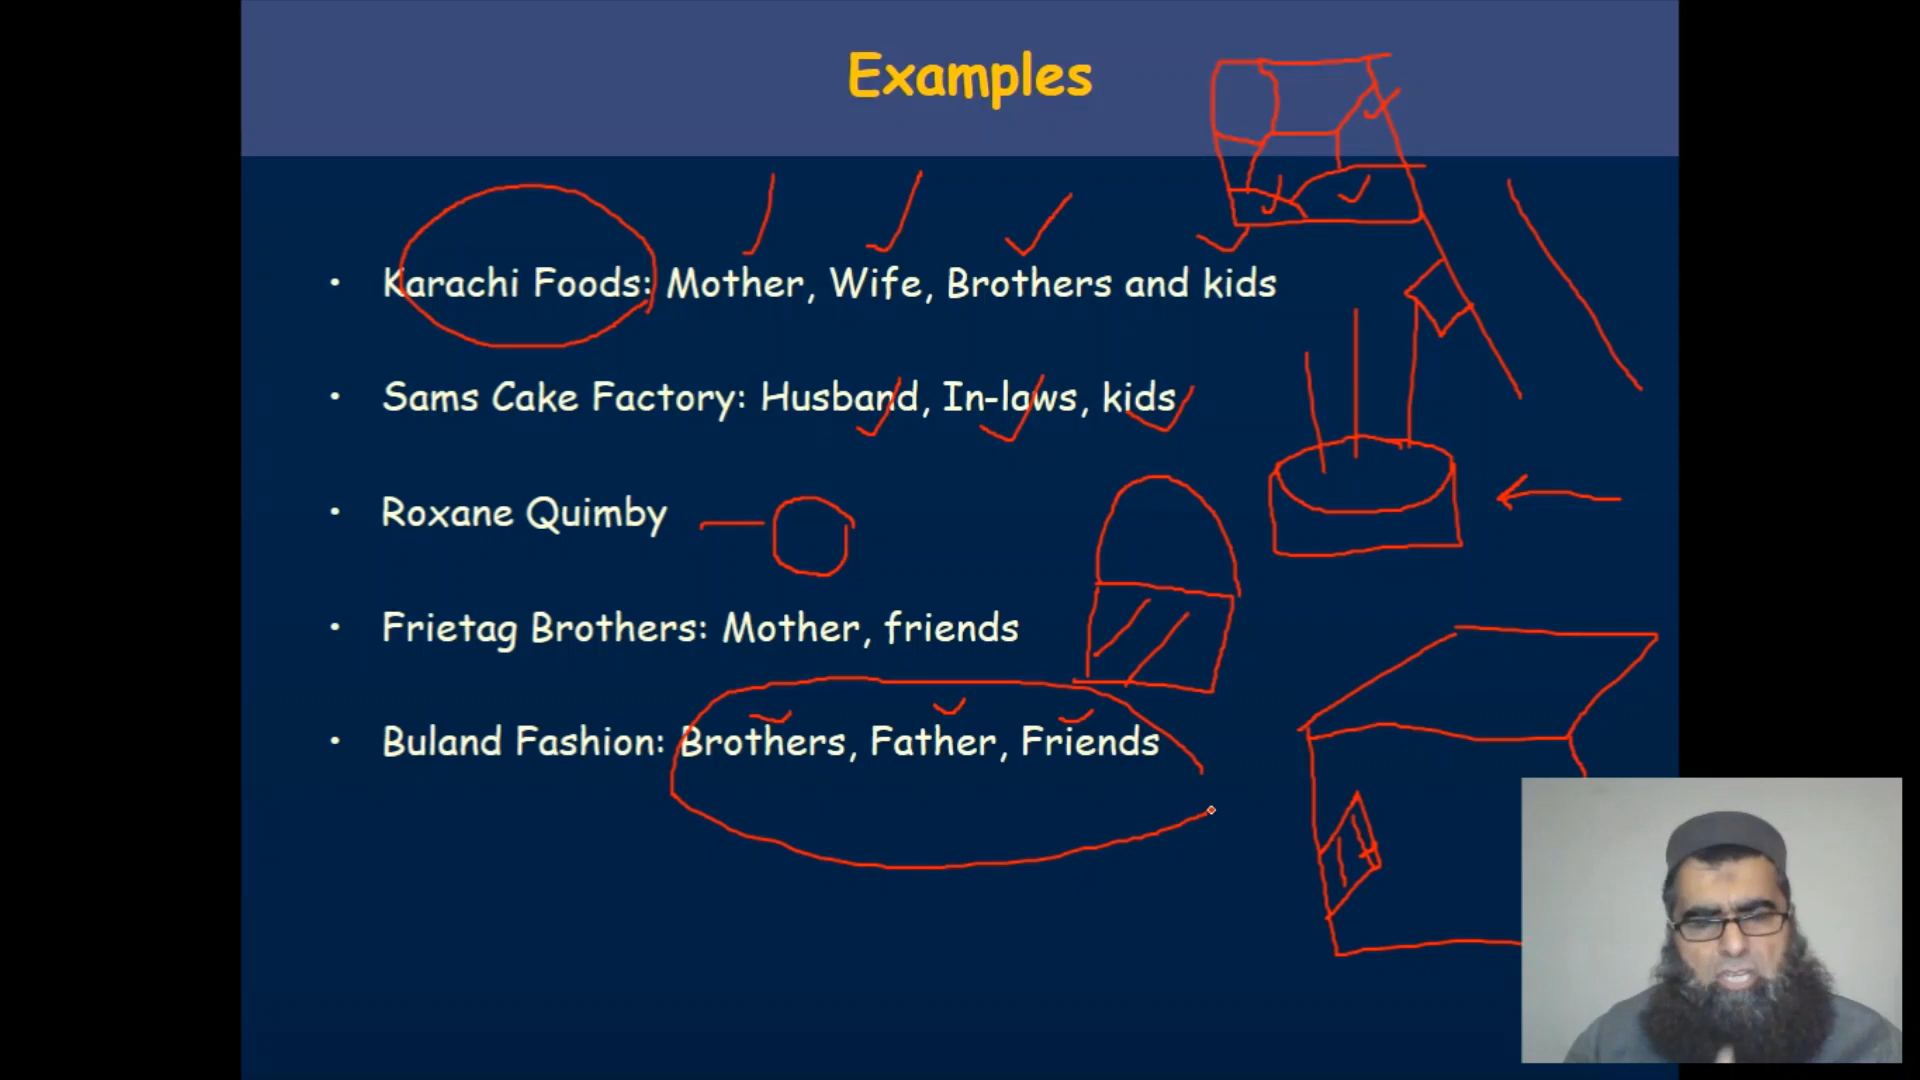 Examples
• Karachi Foods: Mother, Wife, Brothers and kids
• Sams Cake Factory: Husband, In-laws, kids
• Roxane Quimby
• Frietag Brothers: Mother, friends
• Buland Fashion: Brothers, Father, Friends